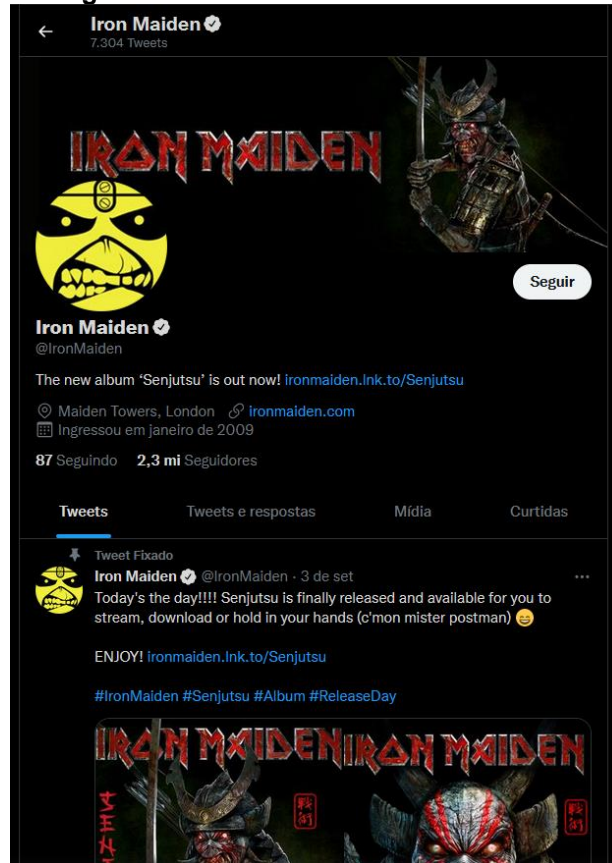 Iron Maiden
7.304 Tweets
IRON MAIDEN
Seguir
Iron Maiden
@IronMaiden
The new album ‘Senjutsu’ is out now! ironmaiden.lnk.to/Senjutsu
Maiden Towers, London ironmaiden.com
Ingressou em janeiro de 2009
87 Seguindo 2,3 mi Seguidores
Tweets Tweets e respostas Mídia Curtidas
Tweet Fixado
Iron Maiden @IronMaiden · 3 de set
Today's the day!!!! Senjutsu is finally released and available for you to
stream, download or hold in your hands (c'mon mister postman) 😄
ENJOY! ironmaiden.lnk.to/Senjutsu
#IronMaiden #Senjutsu #Album #ReleaseDay
IRON MAIDEN IRON MAIDEN
戦術 戦術